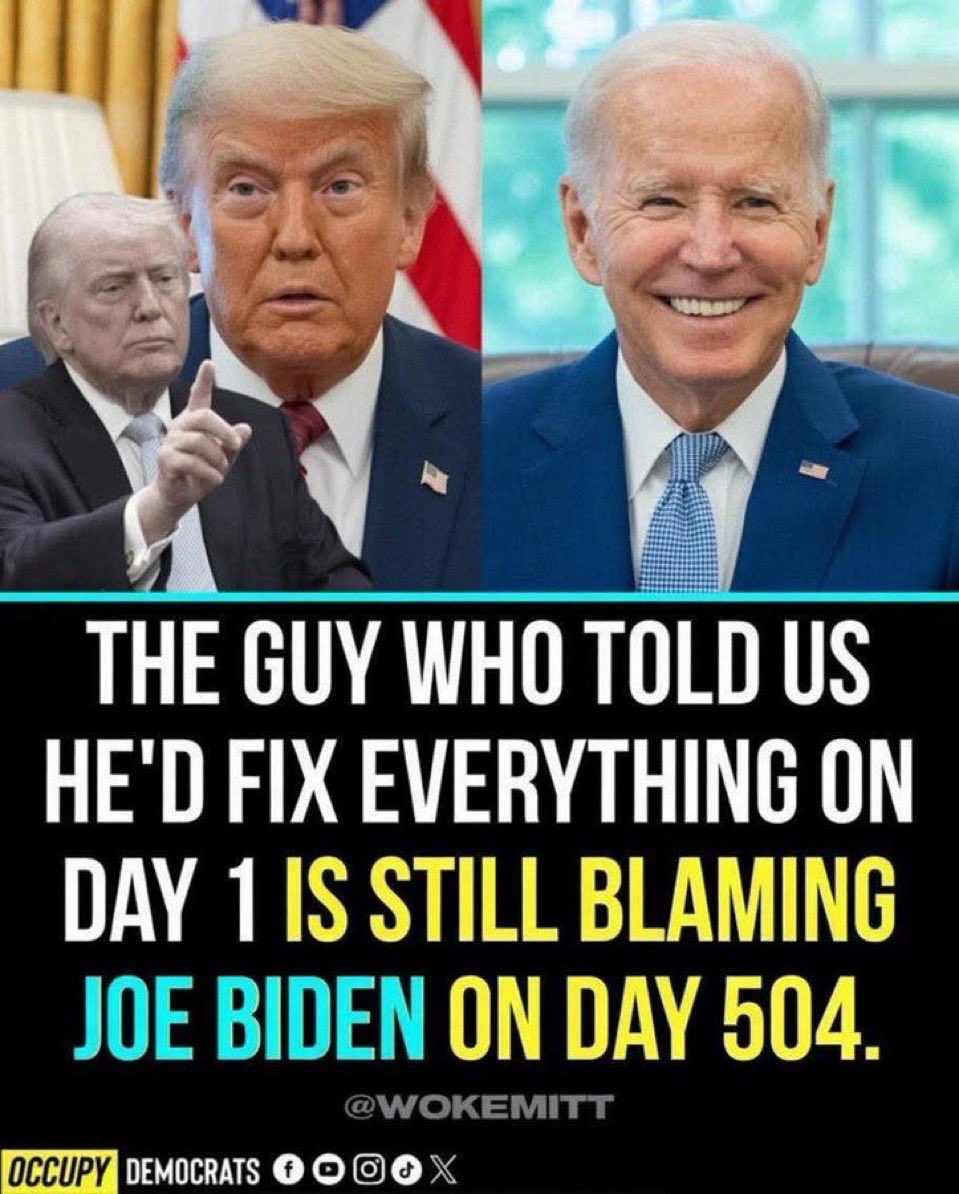 THE GUY WHO TOLD US
HE'D FIX EVERYTHING ON
DAY 1 IS STILL BLAMING
JOE BIDEN ON DAY 504.
@WOKEMITT
OCCUPY DEMOCRATS